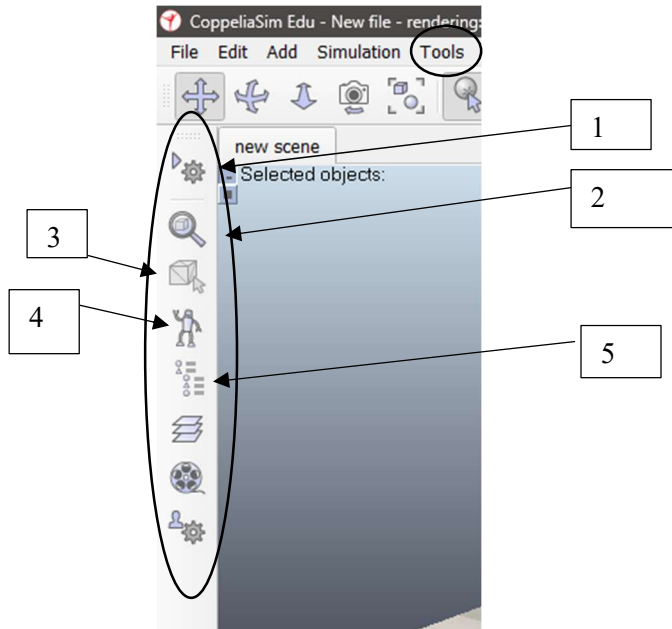 CoppeliaSim Edu - New file - rendering:
File Edit Add Simulation Tools
new scene
Selected objects:
1
2
3
4
5